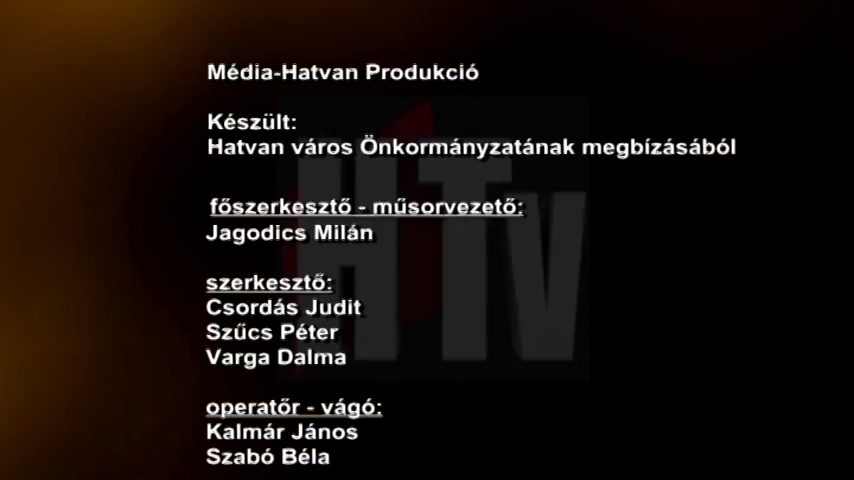 Média-Hatvan Produkció
Készült:
Hatvan város Önkormányzatának megbízásából
főszerkesztő - műsorvezető:
Jagodics Milán
szerkesztő:
Csordás Judit
Szűcs Péter
Varga Dalma
operatőr - vágó:
Kalmár János
Szabó Béla
HTv